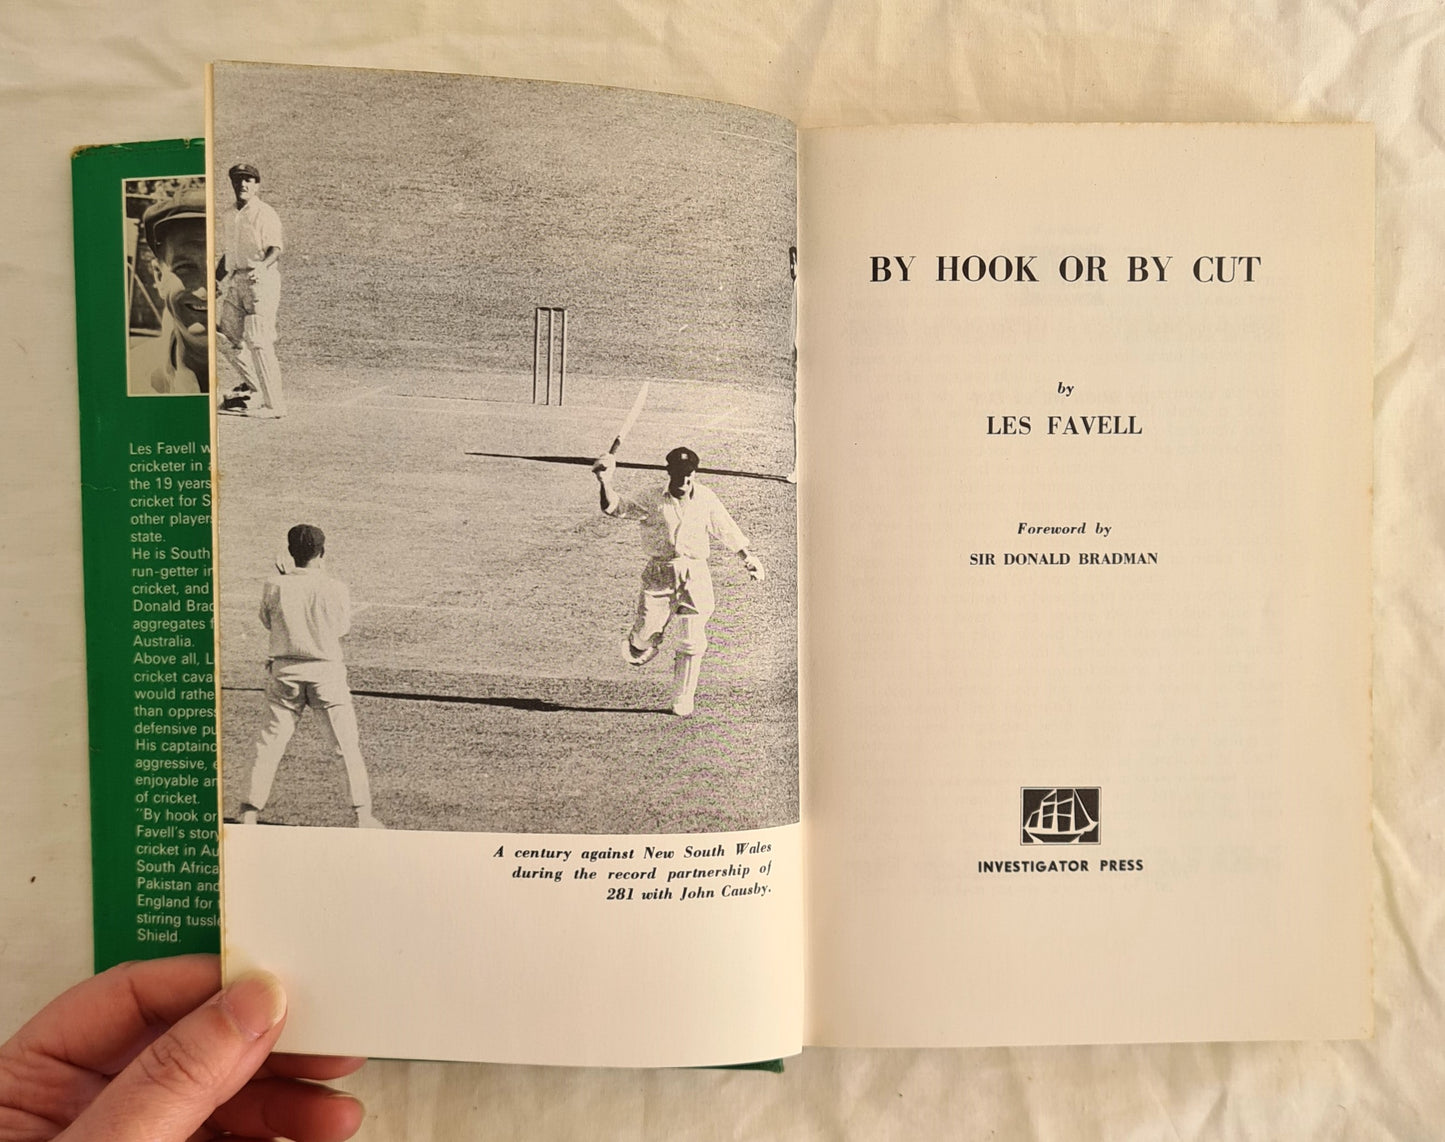 Les Favell w
cricketer in a
the 19 years
cricket for S
other players
state.
He is South
run-getter in
cricket, and
Donald Brad
aggregates f
Australia.
Above all, L
cricket cava
would rathe
than oppress
defensive pu
His captainc
aggressive, e
enjoyable an
of cricket.
"By hook or
Favell's story
cricket in Au
South Africa
Pakistan and
England for t
stirring tussle
Shield.
A century against New South Wales
during the record partnership of
281 with John Causby.
BY HOOK OR BY CUT
by
LES FAVELL
Foreword by
SIR DONALD BRADMAN
INVESTIGATOR PRESS